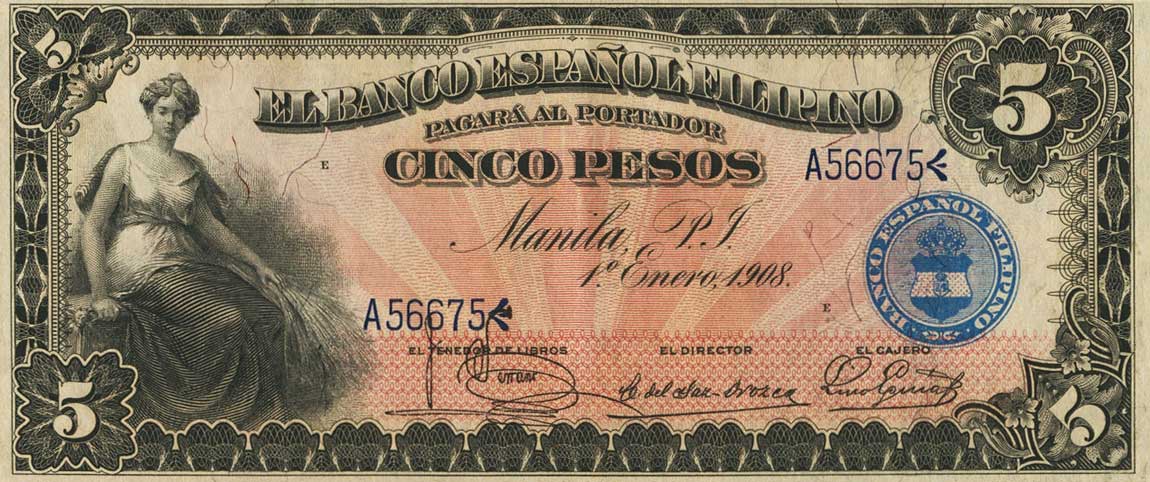 5
5
EL BANCO ESPAÑOL FILIPINO
PAGARÁ AL PORTADOR
CINCO PESOS
E
A56675
Manila, P. I.
1º Enero, 1908.
BANCO ESPAÑOL FILIPINO
A56675
E
EL TENEDOR DE LIBROS
EL DIRECTOR
EL CAJERO
5
5